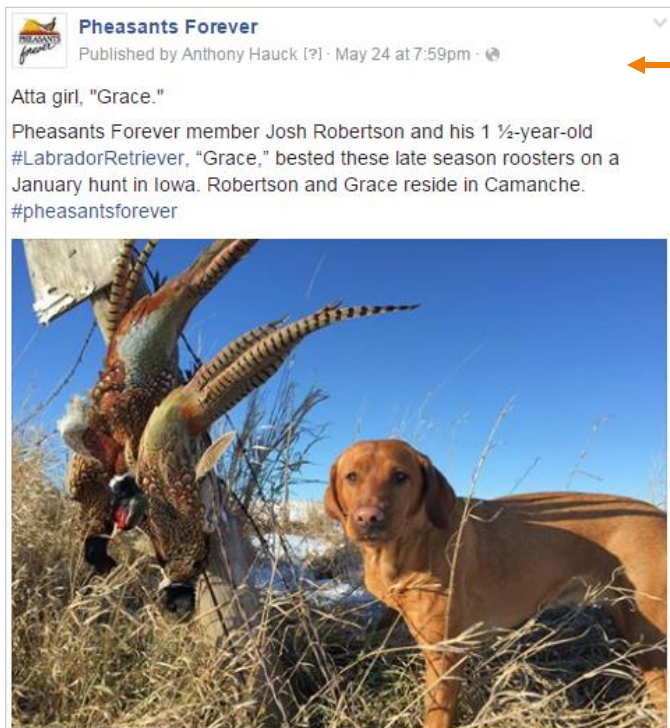 PHEASANTS
forever
Pheasants Forever
Published by Anthony Hauck [?] · May 24 at 7:59pm ·
Atta girl, "Grace."
Pheasants Forever member Josh Robertson and his 1 ½-year-old
#LabradorRetriever, “Grace,” bested these late season roosters on a
January hunt in Iowa. Robertson and Grace reside in Camanche.
#pheasantsforever